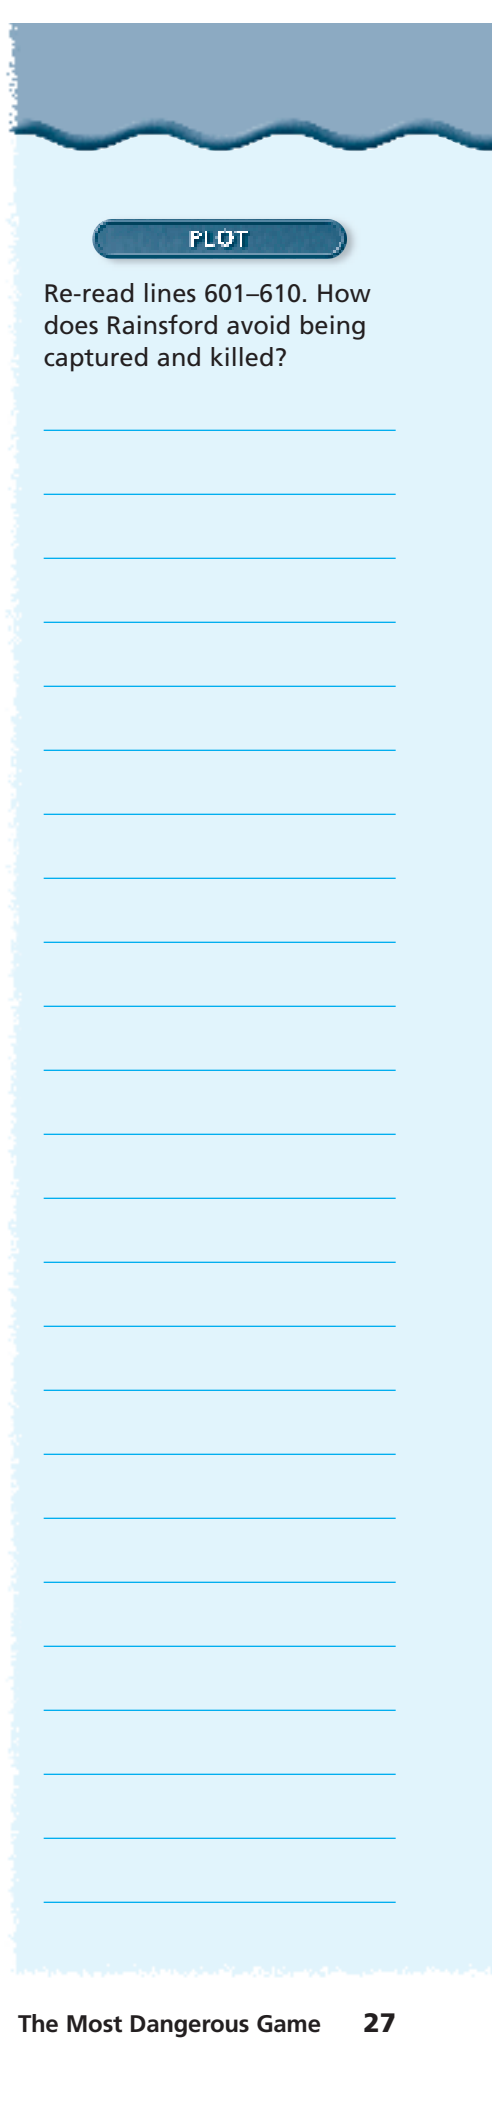 PLOT
Re-read lines 601–610. How
does Rainsford avoid being
captured and killed?
The Most Dangerous Game 27